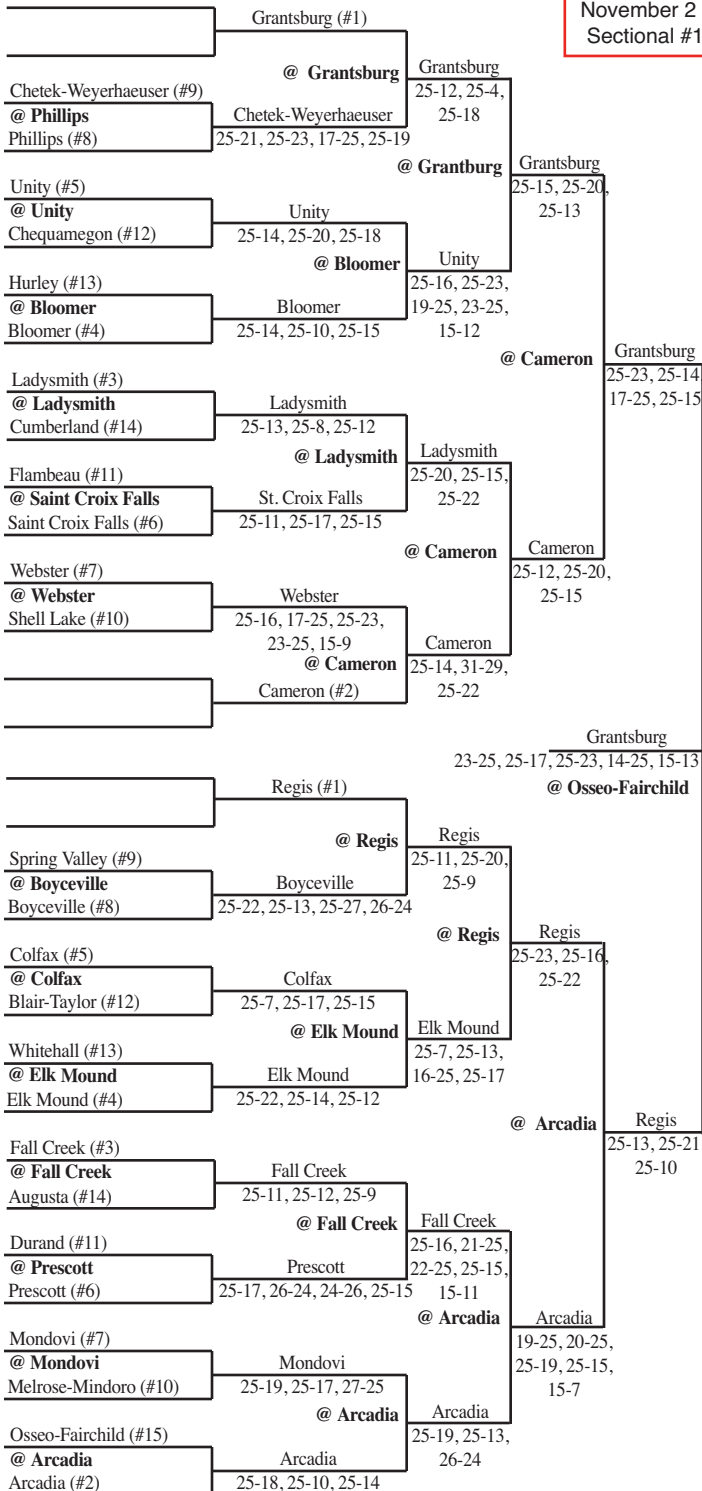 November 2
Sectional #1
Grantsburg (#1)
@ Grantsburg
Grantsburg
25-12, 25-4,
25-18
Chetek-Weyerhaeuser (#9)
@ Phillips
Phillips (#8)
Chetek-Weyerhaeuser
25-21, 25-23, 17-25, 25-19
@ Grantburg
Grantsburg
25-15, 25-20,
25-13
Unity (#5)
@ Unity
Chequamegon (#12)
Unity
25-14, 25-20, 25-18
@ Bloomer
Unity
25-16, 25-23,
19-25, 23-25,
15-12
Hurley (#13)
@ Bloomer
Bloomer (#4)
Bloomer
25-14, 25-10, 25-15
@ Cameron
Grantsburg
25-23, 25-14
17-25, 25-15
Ladysmith (#3)
@ Ladysmith
Cumberland (#14)
Ladysmith
25-13, 25-8, 25-12
@ Ladysmith
Ladysmith
25-20, 25-15,
25-22
Flambeau (#11)
@ Saint Croix Falls
Saint Croix Falls (#6)
St. Croix Falls
25-11, 25-17, 25-15
@ Cameron
Cameron
25-12, 25-20,
25-15
Webster (#7)
@ Webster
Shell Lake (#10)
Webster
25-16, 17-25, 25-23,
23-25, 15-9
@ Cameron
Cameron
25-14, 31-29,
25-22
Cameron (#2)
Grantsburg
23-25, 25-17, 25-23, 14-25, 15-13
@ Osseo-Fairchild
Regis (#1)
@ Regis
Regis
25-11, 25-20,
25-9
Spring Valley (#9)
@ Boyceville
Boyceville (#8)
Boyceville
25-22, 25-13, 25-27, 26-24
@ Regis
Regis
25-23, 25-16,
25-22
Colfax (#5)
@ Colfax
Blair-Taylor (#12)
Colfax
25-7, 25-17, 25-15
@ Elk Mound
Elk Mound
25-7, 25-13,
16-25, 25-17
Whitehall (#13)
@ Elk Mound
Elk Mound (#4)
Elk Mound
25-22, 25-14, 25-12
@ Arcadia
Regis
25-13, 25-21
25-10
Fall Creek (#3)
@ Fall Creek
Augusta (#14)
Fall Creek
25-11, 25-12, 25-9
@ Fall Creek
Fall Creek
25-16, 21-25,
22-25, 25-15,
15-11
Durand (#11)
@ Prescott
Prescott (#6)
Prescott
25-17, 26-24, 24-26, 25-15
@ Arcadia
Arcadia
19-25, 20-25,
25-19, 25-15,
15-7
Mondovi (#7)
@ Mondovi
Melrose-Mindoro (#10)
Mondovi
25-19, 25-17, 27-25
@ Arcadia
Arcadia
25-19, 25-13,
26-24
Osseo-Fairchild (#15)
@ Arcadia
Arcadia (#2)
Arcadia
25-18, 25-10, 25-14